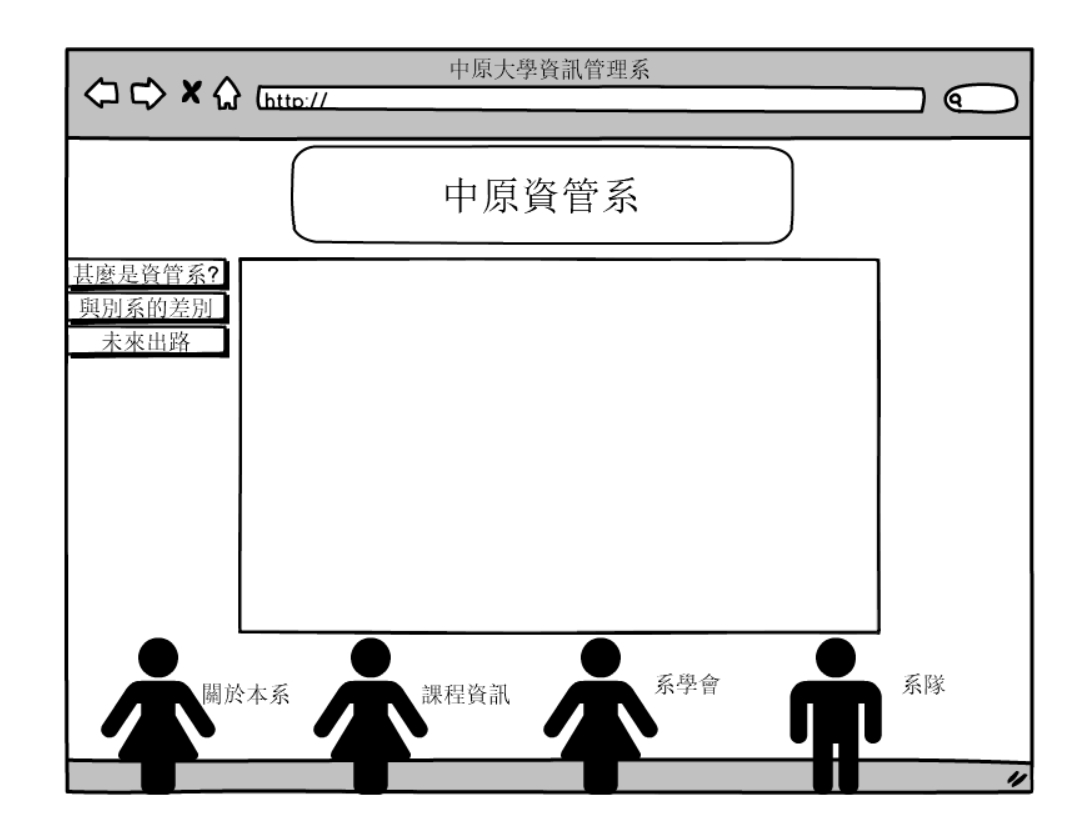 中原大學資訊管理系
http://
中原資管系
甚麼是資管系?
與別系的差別
未來出路
關於本系
課程資訊
系學會
系隊